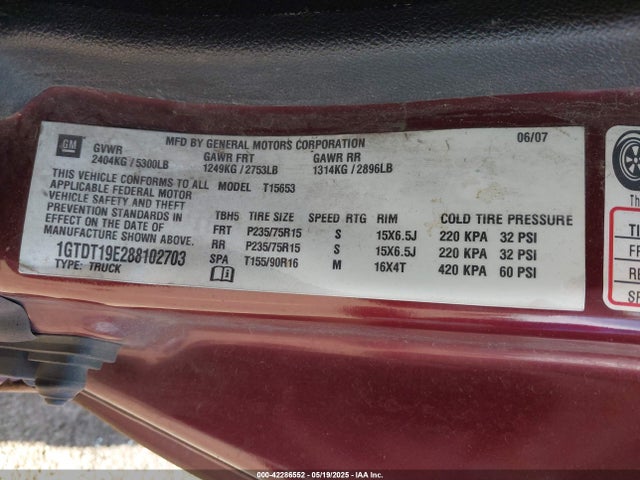 GM
MFD BY GENERAL MOTORS CORPORATION 06/07
GVWR GAWR FRT GAWR RR
2404KG / 5300LB 1249KG / 2753LB 1314KG / 2896LB
THIS VEHICLE CONFORMS TO ALL
APPLICABLE FEDERAL MOTOR
VEHICLE SAFETY AND THEFT
PREVENTION STANDARDS IN
EFFECT ON THE DATE OF
MANUFACTURE SHOWN ABOVE.
1GTDT19E288102703
TYPE: TRUCK
MODEL T15653
TBH5 TIRE SIZE SPEED RTG RIM COLD TIRE PRESSURE
FRT P235/75R15 S 15X6.5J 220 KPA 32 PSI
RR P235/75R15 S 15X6.5J 220 KPA 32 PSI
SPA T155/90R16 M 16X4T 420 KPA 60 PSI
000-42286552 - 05/19/2025 - IAA Inc.